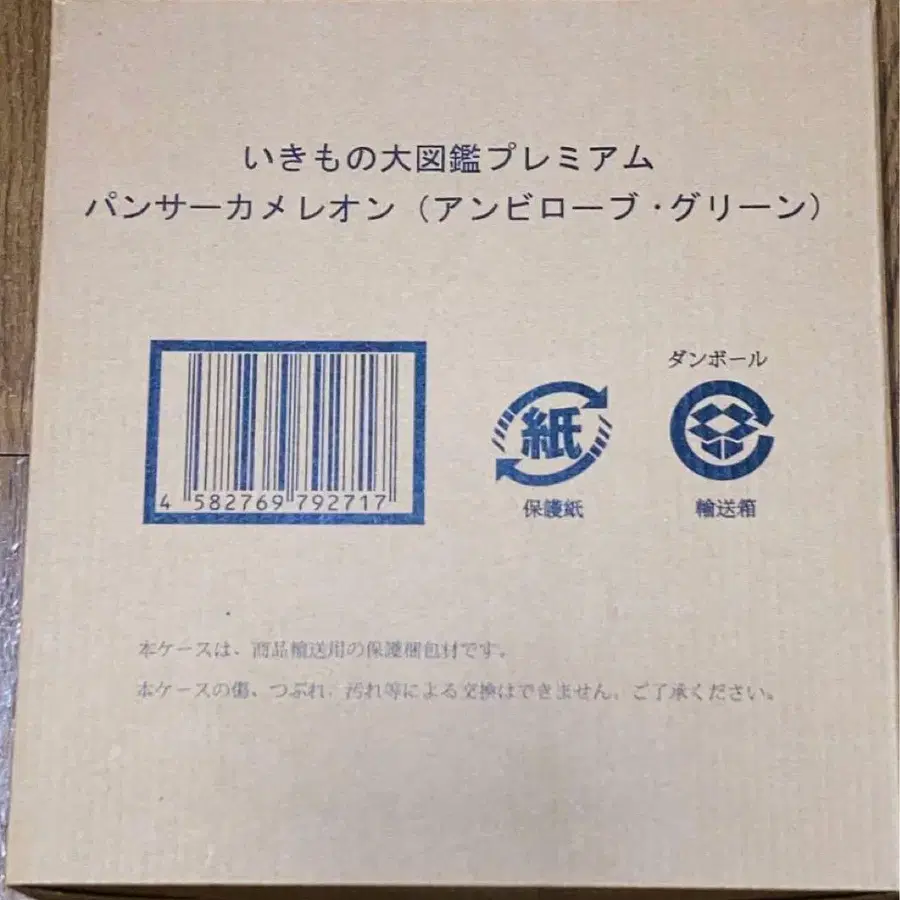 いきもの大図鑑プレミアム
パンサーカメレオン（アンビローブ・グリーン）
ダンボール
紙
4 582769 792717
保護紙
輸送箱
本ケースは、商品輸送用の保護梱包材です。
本ケースの傷、つぶれ、汚れ等による交換はできません。ご了承ください。